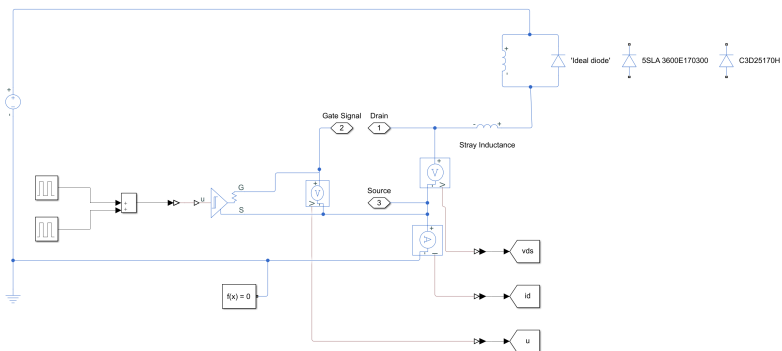 'Ideal diode'
5SLA 3600E170300
C3D25170H
Gate Signal
2
Drain
1
Stray Inductance
G
u
S
Source
3
V
V
A
vds
id
u
f(x) = 0